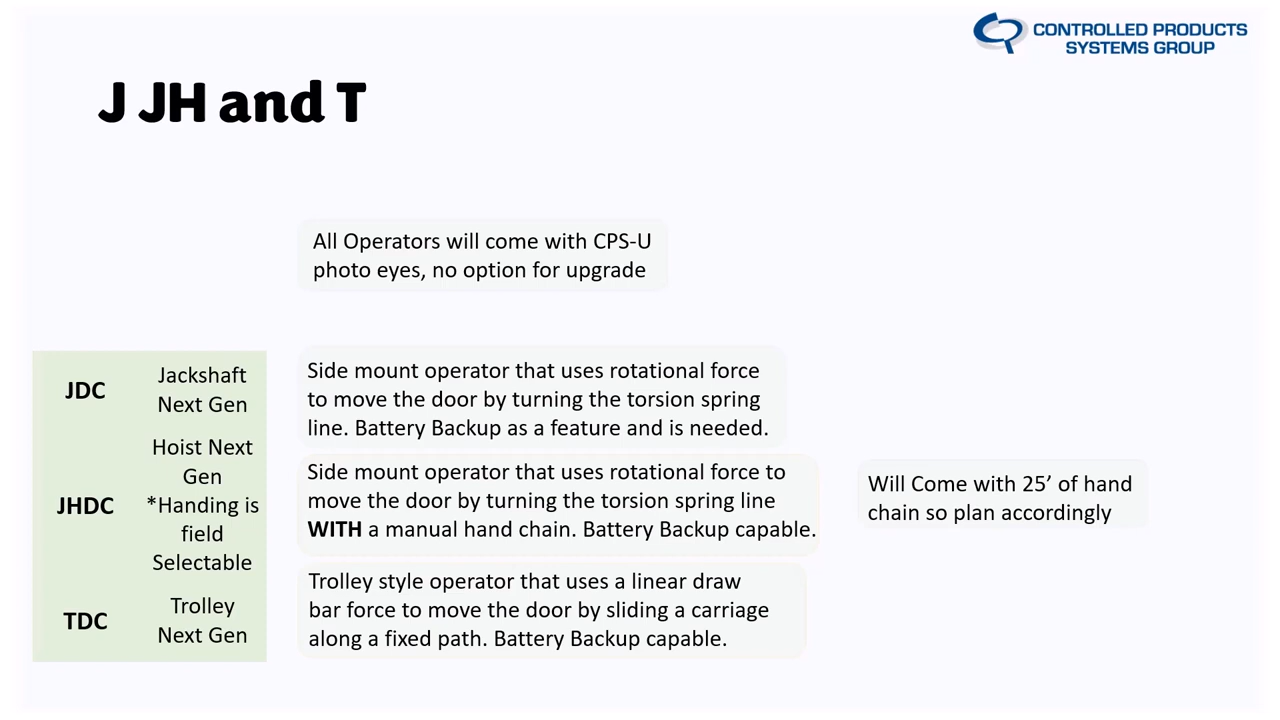 CONTROLLED PRODUCTS
SYSTEMS GROUP
J JH and T
All Operators will come with CPS-U
photo eyes, no option for upgrade
JDC
Jackshaft
Next Gen
Side mount operator that uses rotational force
to move the door by turning the torsion spring
line. Battery Backup as a feature and is needed.
JHDC
Hoist Next
Gen
*Handing is
field
Selectable
Side mount operator that uses rotational force to
move the door by turning the torsion spring line
WITH a manual hand chain. Battery Backup capable.
Will Come with 25’ of hand
chain so plan accordingly
TDC
Trolley
Next Gen
Trolley style operator that uses a linear draw
bar force to move the door by sliding a carriage
along a fixed path. Battery Backup capable.